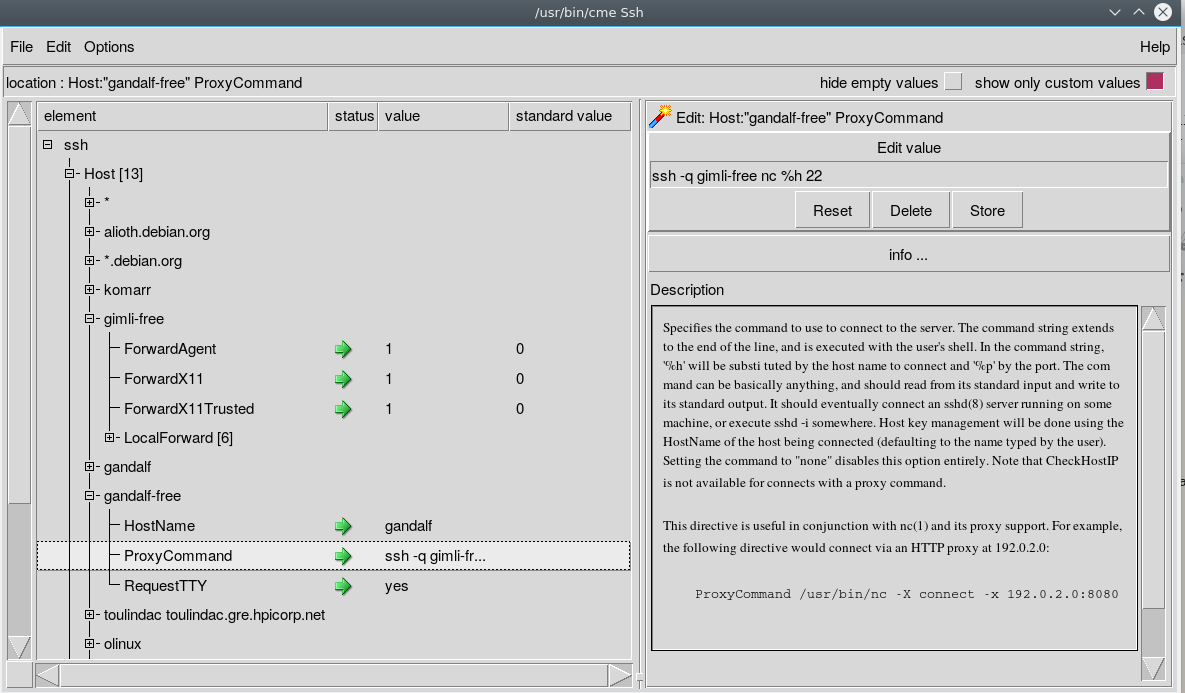 /usr/bin/cme Ssh
File Edit Options Help
location : Host:"gandalf-free" ProxyCommand hide empty values show only custom values
element status value standard value
ssh
Host [13]
*
alioth.debian.org
*.debian.org
komarr
gimli-free
ForwardAgent 1 0
ForwardX11 1 0
ForwardX11Trusted 1 0
LocalForward [6]
gandalf
gandalf-free
HostName gandalf
ProxyCommand ssh -q gimli-fr...
RequestTTY yes
toulindac toulindac.gre.hpicorp.net
olinux
Edit: Host:"gandalf-free" ProxyCommand
Edit value
ssh -q gimli-free nc %h 22
Reset Delete Store
info ...
Description
Specifies the command to use to connect to the server. The command string extends
to the end of the line, and is executed with the user's shell. In the command string,
'%h' will be substi tuted by the host name to connect and '%p' by the port. The com
mand can be basically anything, and should read from its standard input and write to
its standard output. It should eventually connect an sshd(8) server running on some
machine, or execute sshd -i somewhere. Host key management will be done using the
HostName of the host being connected (defaulting to the name typed by the user).
Setting the command to "none" disables this option entirely. Note that CheckHostIP
is not available for connects with a proxy command.
This directive is useful in conjunction with nc(1) and its proxy support. For example,
the following directive would connect via an HTTP proxy at 192.0.2.0:
ProxyCommand /usr/bin/nc -X connect -x 192.0.2.0:8080